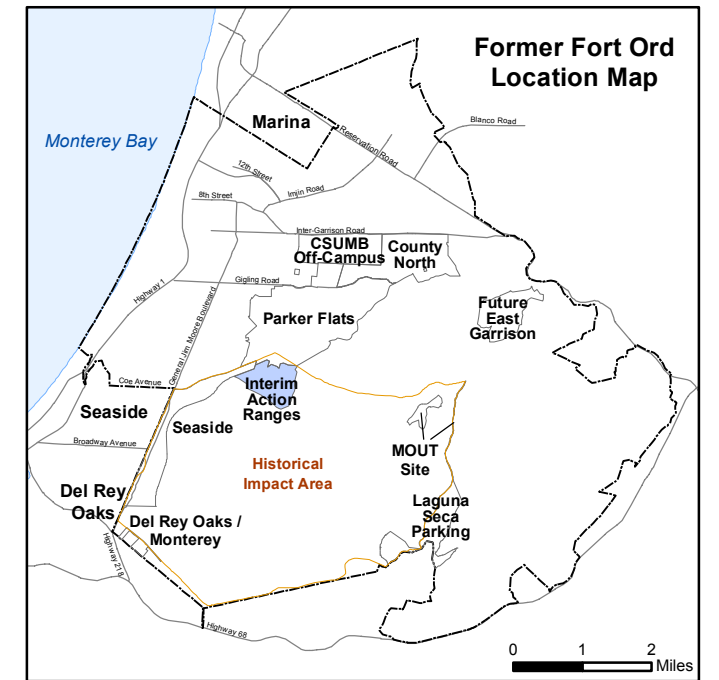 Former Fort Ord
Location Map
Marina
Blanco Road
Monterey Bay
Reservation Road
12th Street
Imjin Road
8th Street
Inter-Garrison Road
CSUMB
Off-Campus
County
North
Gigling Road
Highway 1
Future
East
Garrison
Parker Flats
General Jim Moore Boulevard
Coe Avenue
Interim
Action
Ranges
Seaside
Seaside
Broadway Avenue
MOUT
Site
Historical
Impact Area
Del Rey
Oaks
Laguna
Seca
Parking
Del Rey Oaks /
Monterey
Highway 218
Highway 68
0 1 2
Miles